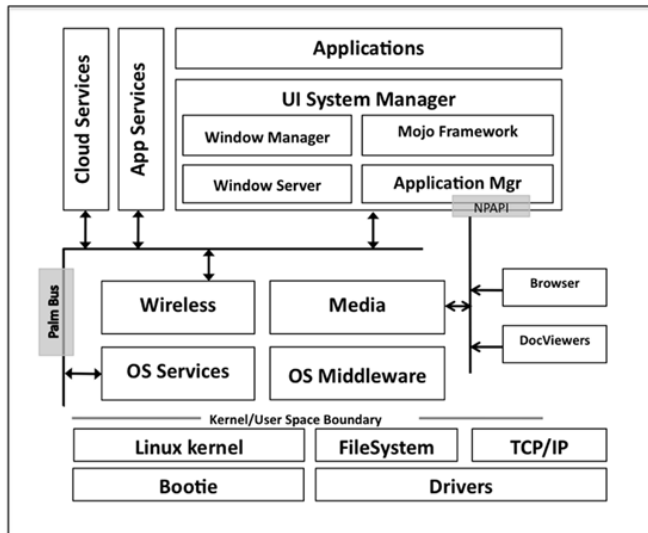 Cloud Services
App Services
Applications
UI System Manager
Window Manager
Mojo Framework
Window Server
Application Mgr
NPAPI
Palm Bus
Wireless
Media
Browser
DocViewers
OS Services
OS Middleware
Kernel/User Space Boundary
Linux kernel
FileSystem
TCP/IP
Bootie
Drivers